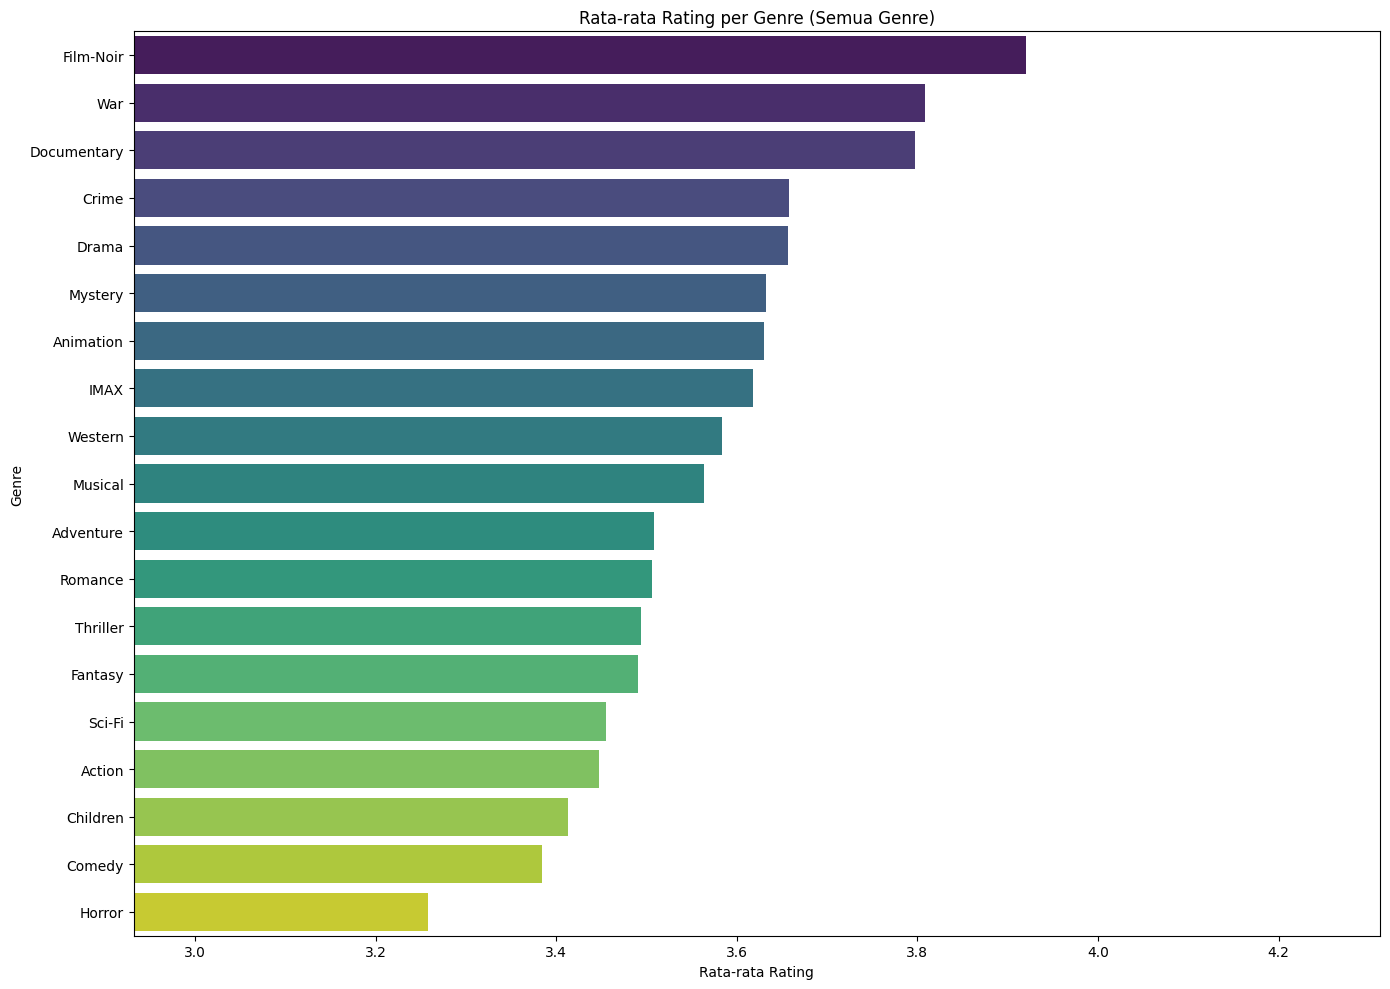 Rata-rata Rating per Genre (Semua Genre)
Genre
Film-Noir
War
Documentary
Crime
Drama
Mystery
Animation
IMAX
Western
Musical
Adventure
Romance
Thriller
Fantasy
Sci-Fi
Action
Children
Comedy
Horror
3.0 3.2 3.4 3.6 3.8 4.0 4.2
Rata-rata Rating